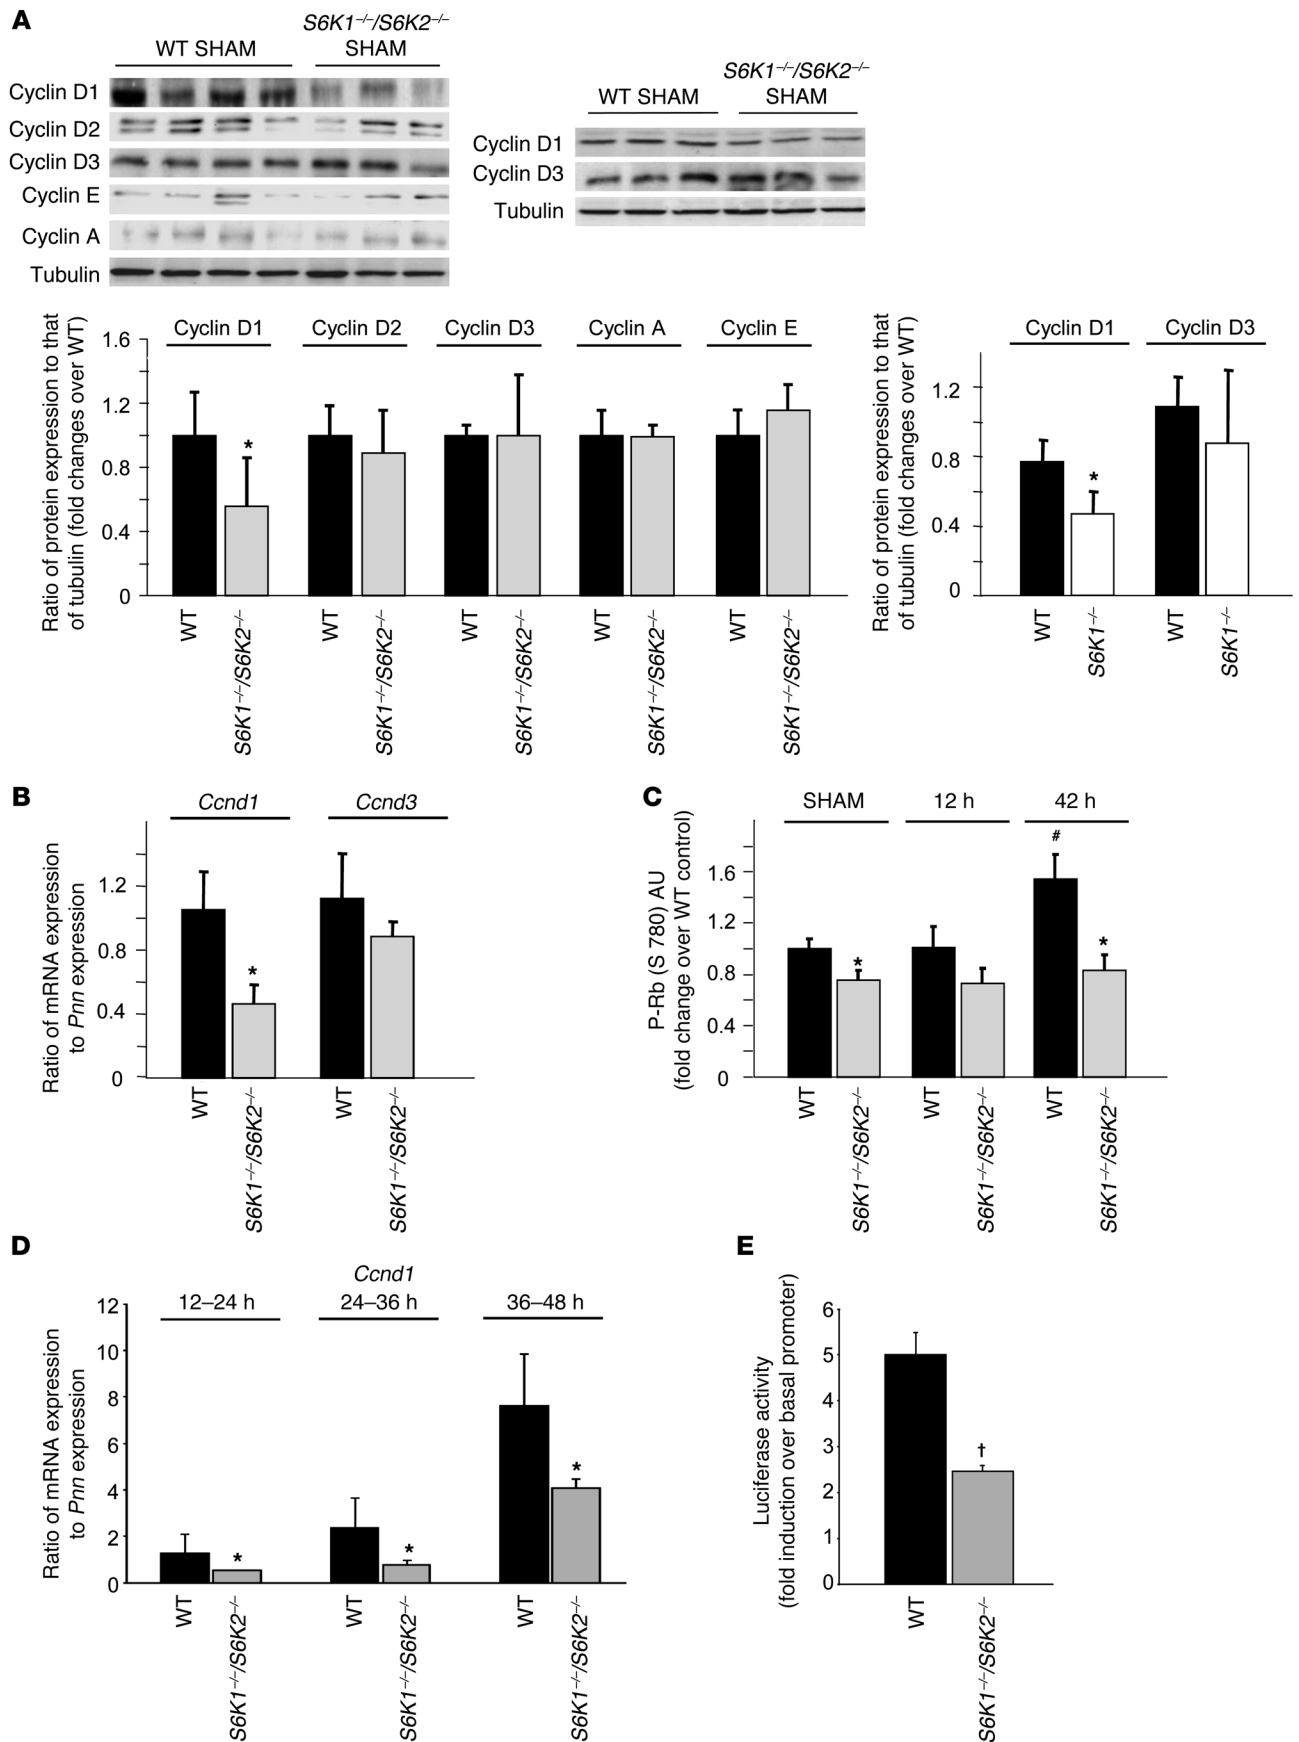 A
WT SHAM
S6K1–/–/S6K2–/–
SHAM
Cyclin D1
Cyclin D2
Cyclin D3
Cyclin E
Cyclin A
Tubulin
WT SHAM
S6K1–/–/S6K2–/–
SHAM
Cyclin D1
Cyclin D3
Tubulin
Ratio of protein expression to that
of tubulin (fold changes over WT)
1.6
1.2
0.8
0.4
0
Cyclin D1
Cyclin D2
Cyclin D3
Cyclin A
Cyclin E
*
WT
S6K1–/–/S6K2–/–
WT
S6K1–/–/S6K2–/–
WT
S6K1–/–/S6K2–/–
WT
S6K1–/–/S6K2–/–
WT
S6K1–/–/S6K2–/–
Ratio of protein expression to that
of tubulin (fold changes over WT)
1.2
0.8
0.4
0
Cyclin D1
Cyclin D3
*
WT
S6K1–/–
WT
S6K1–/–
B
Ratio of mRNA expression
to Pnn expression
1.2
0.8
0.4
0
Ccnd1
Ccnd3
*
WT
S6K1–/–/S6K2–/–
WT
S6K1–/–/S6K2–/–
C
P-Rb (S 780) AU
(fold change over WT control)
1.6
1.2
0.8
0.4
0
SHAM
12 h
42 h
*
#
*
WT
S6K1–/–/S6K2–/–
WT
S6K1–/–/S6K2–/–
WT
S6K1–/–/S6K2–/–
D
Ccnd1
Ratio of mRNA expression
to Pnn expression
12
10
8
6
4
2
0
12–24 h
24–36 h
36–48 h
*
*
*
WT
S6K1–/–/S6K2–/–
WT
S6K1–/–/S6K2–/–
WT
S6K1–/–/S6K2–/–
E
Luciferase activity
(fold induction over basal promoter)
6
5
4
3
2
1
0
†
WT
S6K1–/–/S6K2–/–